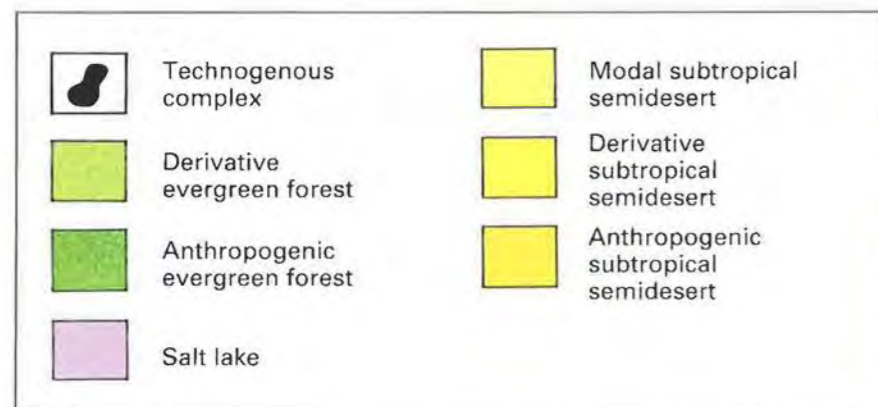 Technogenous
complex
Derivative
evergreen forest
Anthropogenic
evergreen forest
Salt lake
Modal subtropical
semidesert
Derivative
subtropical
semidesert
Anthropogenic
subtropical
semidesert